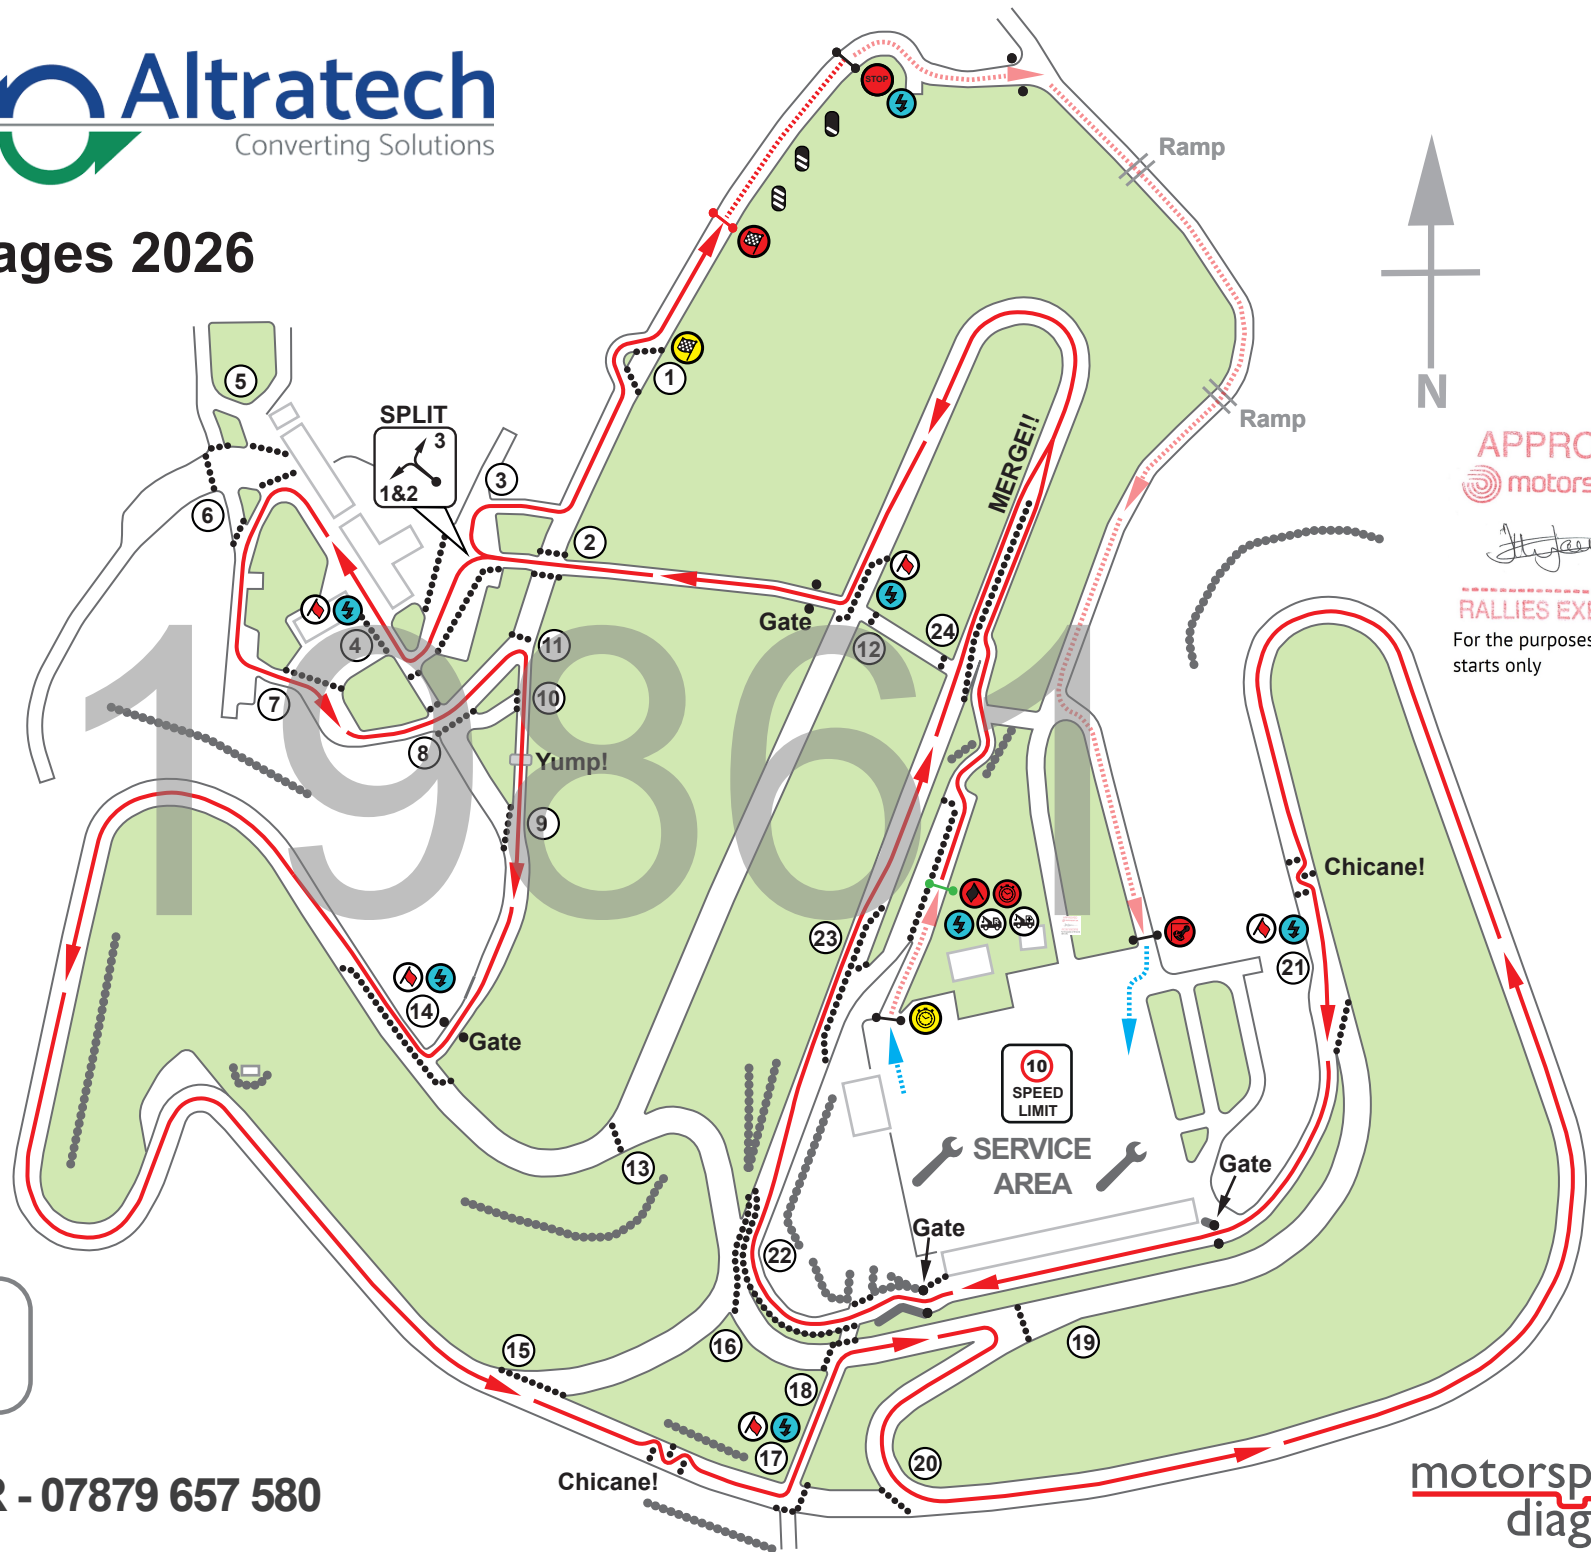 Altratech
Converting Solutions
ages 2026
STOP
Ramp
N
Ramp
APPRO
motors
RALLIES EXE
For the purposes
starts only
1
5
SPLIT
3
1&2
3
MERGE!!
6
2
Gate
24
4
11
12
7
10
8
Yump!
9
19861
Chicane!
23
21
14
Gate
10
SPEED
LIMIT
SERVICE
AREA
13
Gate
Gate
22
15
16
19
18
17
20
Chicane!
R - 07879 657 580
motorsp
diag